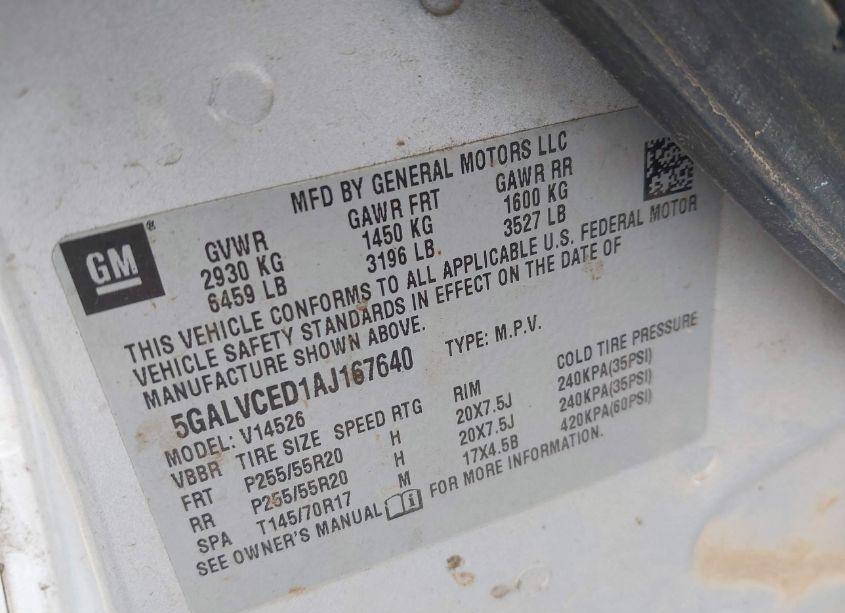 MFD BY GENERAL MOTORS LLC
GM®
GVWR GAWR FRT GAWR RR
2930 KG 1450 KG 1600 KG
6459 LB 3196 LB 3527 LB
THIS VEHICLE CONFORMS TO ALL APPLICABLE U.S. FEDERAL MOTOR
VEHICLE SAFETY STANDARDS IN EFFECT ON THE DATE OF
MANUFACTURE SHOWN ABOVE.
5GALVCED1AJ167640 TYPE: M.P.V.
MODEL: V14526
VBBR TIRE SIZE SPEED RTG RIM COLD TIRE PRESSURE
FRT P255/55R20 H 20X7.5J 240KPA(35PSI)
RR P255/55R20 H 20X7.5J 240KPA(35PSI)
SPA T145/70R17 M 17X4.5B 420KPA(60PSI)
SEE OWNER'S MANUAL i FOR MORE INFORMATION.